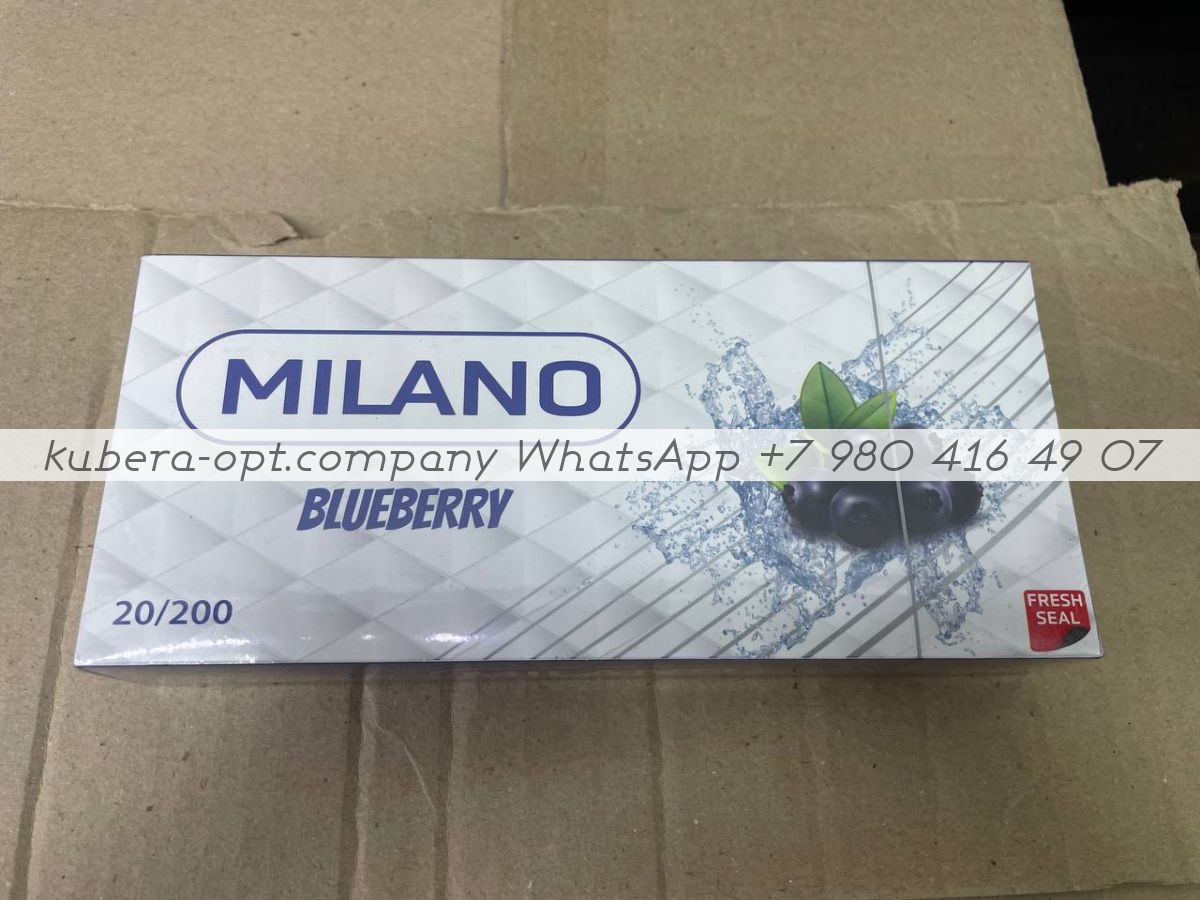 MILANO
kubera-opt.company WhatsApp +7 980 416 49 07
BLUEBERRY
20/200
FRESH
SEAL